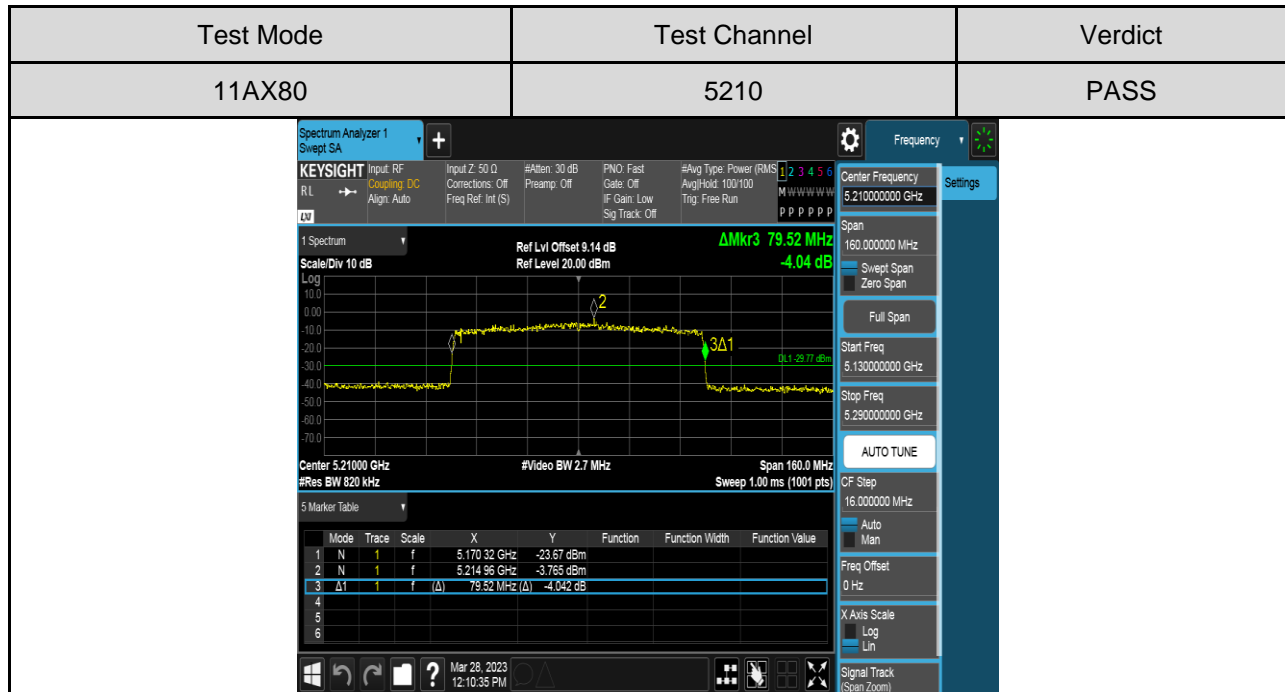 Test Mode Test Channel Verdict
11AX80 5210 PASS
Spectrum Analyzer 1
Swept SA
+
Frequency
KEYSIGHT Input: RF Input Z: 50 Ω #Atten: 30 dB PNO: Fast #Avg Type: Power (RMS 1 2 3 4 5 6
RL Coupling: DC Corrections: Off Preamp: Off Gate: Off Avg|Hold: 100/100 M W W W W W
Align: Auto Freq Ref: Int (S) IF Gain: Low Trig: Free Run
LXI Sig Track: Off P P P P P P
1 Spectrum Ref Lvl Offset 9.14 dB ΔMkr3 79.52 MHz
Scale/Div 10 dB Ref Level 20.00 dBm -4.04 dB
Log
10.0
0.00
-10.0
-20.0
-30.0
-40.0
-50.0
-60.0
-70.0
1
2
3Δ1
DL1 -29.77 dBm
Center 5.21000 GHz #Video BW 2.7 MHz Span 160.0 MHz
#Res BW 820 kHz Sweep 1.00 ms (1001 pts)
5 Marker Table
Mode Trace Scale X Y Function Function Width Function Value
1 N 1 f 5.170 32 GHz -23.67 dBm
2 N 1 f 5.214 96 GHz -3.765 dBm
3 Δ1 1 f (Δ) 79.52 MHz (Δ) -4.042 dB
4
5
6
?
Mar 28, 2023
12:10:35 PM
Center Frequency
5.210000000 GHz
Settings
Span
160.000000 MHz
Swept Span
Zero Span
Full Span
Start Freq
5.130000000 GHz
Stop Freq
5.290000000 GHz
AUTO TUNE
CF Step
16.000000 MHz
Auto
Man
Freq Offset
0 Hz
X Axis Scale
Log
Lin
Signal Track
(Span Zoom)